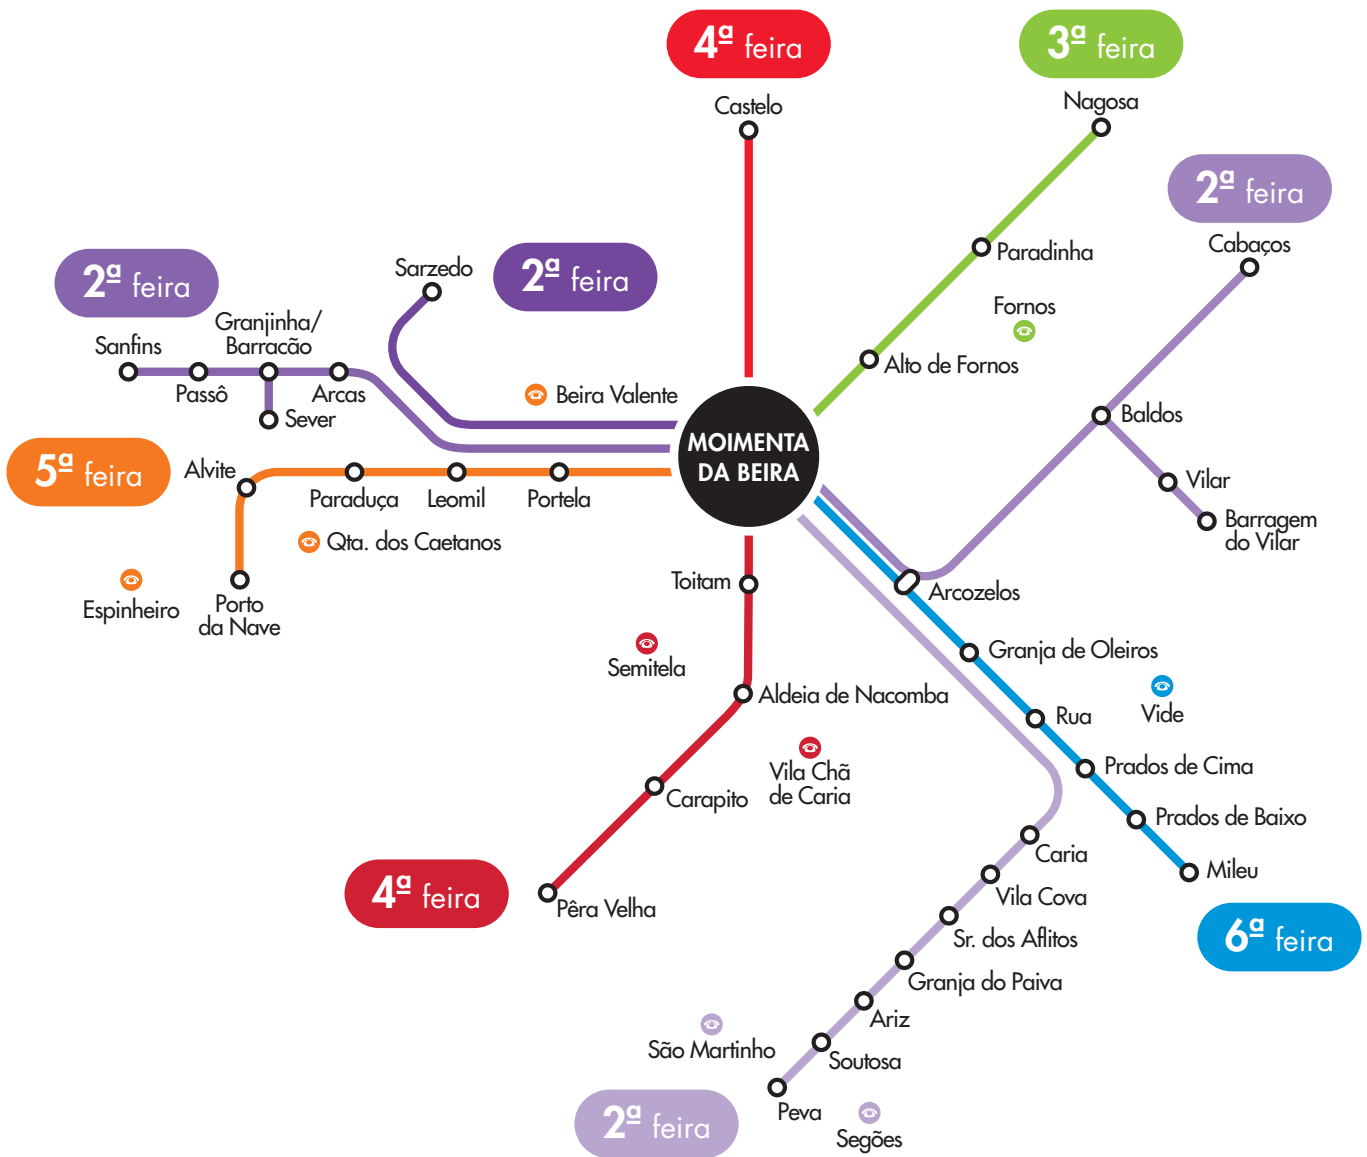 4ª feira
3ª feira
Castelo
Nagosa
2ª feira
Cabaços
Paradinha
2ª feira
Sarzedo
2ª feira
Granjinha/
Barracão
Sanfins
Passô
Arcas
Sever
Fornos
Alto de Fornos
Beira Valente
Baldos
MOIMENTA
DA BEIRA
5ª feira
Alvite
Paraduça
Leomil
Portela
Vilar
Barragem
do Vilar
Qta. dos Caetanos
Espinheiro
Porto
da Nave
Toitam
Arcozelos
Semitela
Granja de Oleiros
Aldeia de Nacomba
Vide
Rua
Vila Chã
de Caria
Prados de Cima
Carapito
Prados de Baixo
Caria
Mileu
4ª feira
Pêra Velha
Vila Cova
Sr. dos Aflitos
6ª feira
Granja do Paiva
Ariz
São Martinho
Soutosa
2ª feira
Peva
Segões